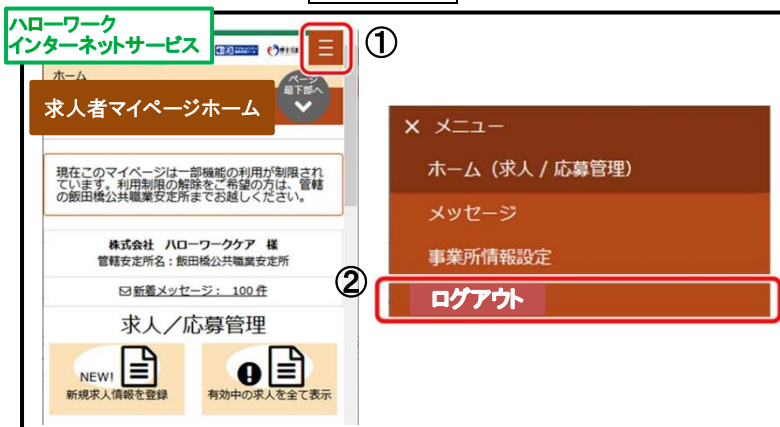 ハローワーク
インターネットサービス
①
ホーム
ページ
最下部へ
求人者マイページホーム
現在このマイページは一部機能の利用が制限され
ています。利用制限の解除をご希望の方は、管轄
の飯田橋公共職業安定所までお越しください。
株式会社 ハローワークケア 様
管轄安定所名：飯田橋公共職業安定所
新着メッセージ： 100 件
求人／応募管理
NEW!
新規求人情報を登録
有効中の求人を全て表示
× メニュー
ホーム（求人 / 応募管理）
メッセージ
事業所情報設定
②
ログアウト